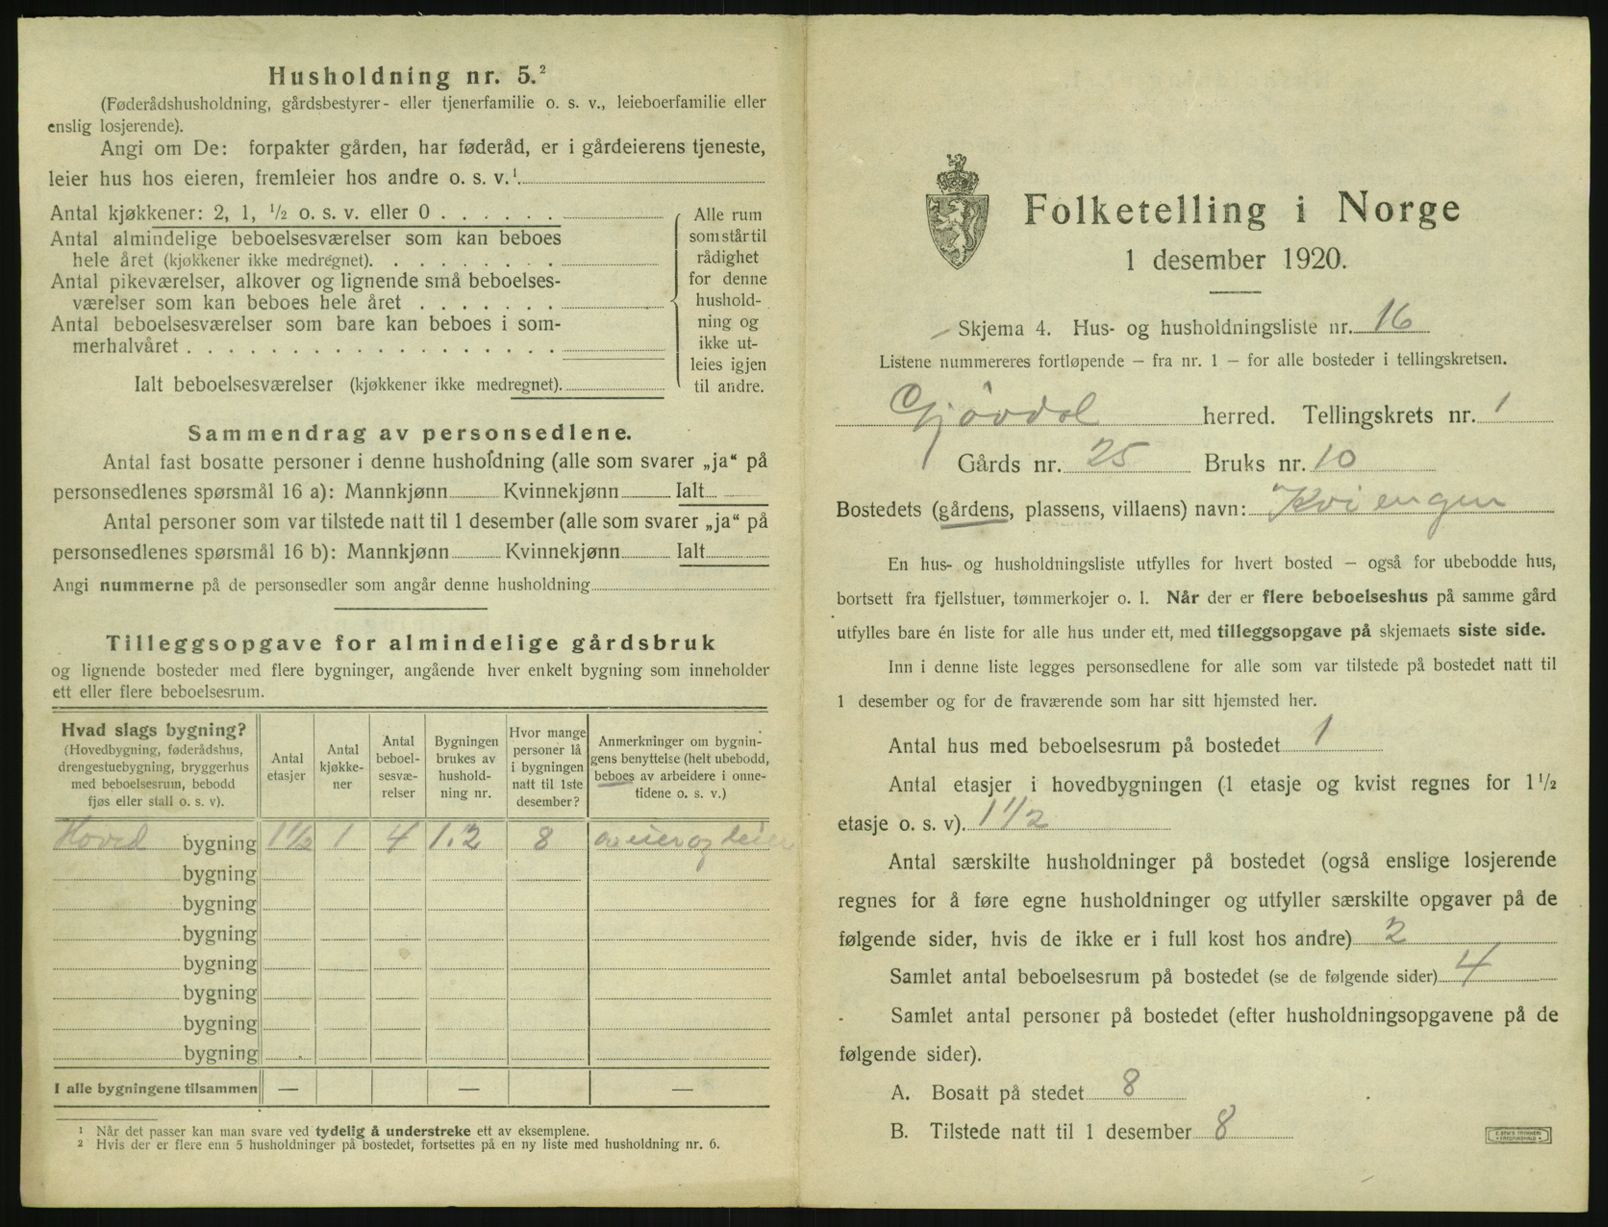 Husholdning nr. 5.²
(Føderådshusholdning, gårdsbestyrer- eller tjenerfamilie o. s. v., leieboerfamilie eller
enslig losjerende).
Angi om De: forpakter gården, har føderåd, er i gårdeierens tjeneste,
leier hus hos eieren, fremleier hos andre o. s. v.¹
Antal kjøkkener: 2, 1, ½ o. s. v. eller 0
Antal almindelige beboelsesværelser som kan beboes
hele året (kjøkkener ikke medregnet).
Antal pikeværelser, alkover og lignende små beboelses-
værelser som kan beboes hele året
Antal beboelsesværelser som bare kan beboes i som-
merhalvåret
Ialt beboelsesværelser (kjøkkener ikke medregnet).
Alle rum
som står til
rådighet
for denne
hushold-
ning og
ikke ut-
leies igjen
til andre.
Sammendrag av personsedlene.
Antal fast bosatte personer i denne husholdning (alle som svarer „ja“ på
personsedlenes spørsmål 16 a): Mannkjønn Kvinnekjønn Ialt
Antal personer som var tilstede natt til 1 desember (alle som svarer „ja“ på
personsedlenes spørsmål 16 b): Mannkjønn Kvinnekjønn Ialt
Angi nummerne på de personsedler som angår denne husholdning
Tilleggsopgave for almindelige gårdsbruk
og lignende bosteder med flere bygninger, angående hver enkelt bygning som inneholder
ett eller flere beboelsesrum.
Hvad slags bygning?
(Hovedbygning, føderådshus,
drengestuebygning, bryggerhus
med beboelsesrum, bebodd
fjøs eller stall o. s. v).
Antal
etasjer
Antal
kjøkke-
ner
Antal
beboel-
sesvæ-
relser
Bygningen
brukes av
hushold-
ning nr.
Hvor mange
personer lå
i bygningen
natt til 1ste
desember?
Anmerkninger om bygnin-
gens benyttelse (helt ubebodd,
beboes av arbeidere i onne-
tidene o. s. v.)
Hoved bygning 1½ 1 4 1.2 8 og
bygning
bygning
bygning
bygning
bygning
bygning
bygning
I alle bygningene tilsammen — — —
¹ Når det passer kan man svare ved tydelig å understreke ett av eksemplene.
² Hvis der er flere enn 5 husholdninger på bostedet, fortsettes på en ny liste med husholdning nr. 6.
Folketelling i Norge
1 desember 1920.
Skjema 4. Hus- og husholdningsliste nr. 16
Listene nummereres fortløpende – fra nr. 1 – for alle bosteder i tellingskretsen.
Gjøvdal herred. Tellingskrets nr. 1
Gårds nr. 25 Bruks nr. 10
Bostedets (gårdens, plassens, villaens) navn: Kviengen
En hus- og husholdningsliste utfylles for hvert bosted – også for ubebodde hus,
bortsett fra fjellstuer, tømmerkojer o. l. Når der er flere beboelseshus på samme gård
utfylles bare én liste for alle hus under ett, med tilleggsopgave på skjemaets siste side.
Inn i denne liste legges personsedlene for alle som var tilstede på bostedet natt til
1 desember og for de fraværende som har sitt hjemsted her.
Antal hus med beboelsesrum på bostedet 1
Antal etasjer i hovedbygningen (1 etasje og kvist regnes for 1½
etasje o. s. v). 1½
Antal særskilte husholdninger på bostedet (også enslige losjerende
regnes for å føre egne husholdninger og utfyller særskilte opgaver på de
følgende sider, hvis de ikke er i full kost hos andre) 2
Samlet antal beboelsesrum på bostedet (se de følgende sider) 4
Samlet antal personer på bostedet (efter husholdningsopgavene på de
følgende sider).
A. Bosatt på stedet 8
B. Tilstede natt til 1 desember 8